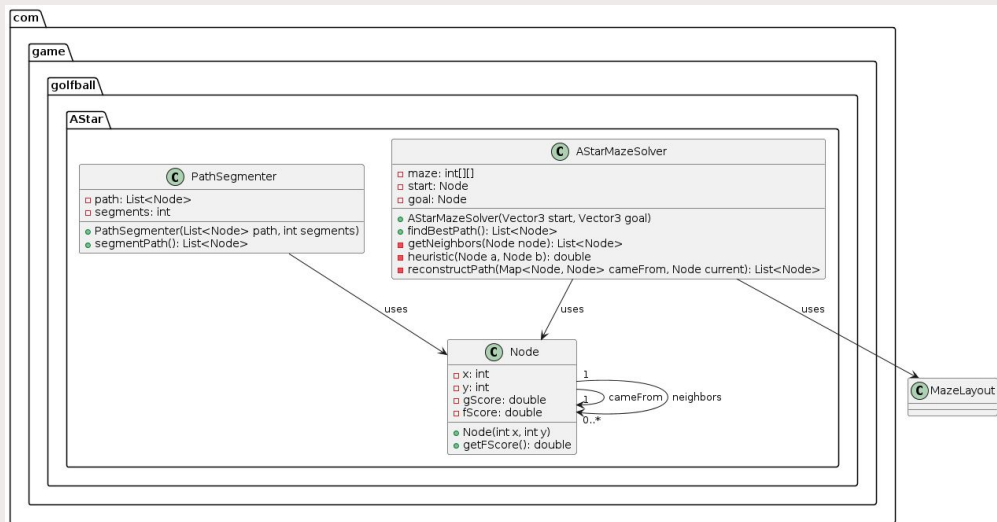 com
game
golfball
AStar
C PathSegmenter
path: List<Node>
segments: int
PathSegmenter(List<Node> path, int segments)
segmentPath(): List<Node>
C AStarMazeSolver
maze: int[][]
start: Node
goal: Node
AStarMazeSolver(Vector3 start, Vector3 goal)
findBestPath(): List<Node>
getNeighbors(Node node): List<Node>
heuristic(Node a, Node b): double
reconstructPath(Map<Node, Node> cameFrom, Node current): List<Node>
uses
uses
uses
C Node
x: int
y: int
gScore: double
fScore: double
Node(int x, int y)
getFScore(): double
1
1
cameFrom
neighbors
0..*
C MazeLayout